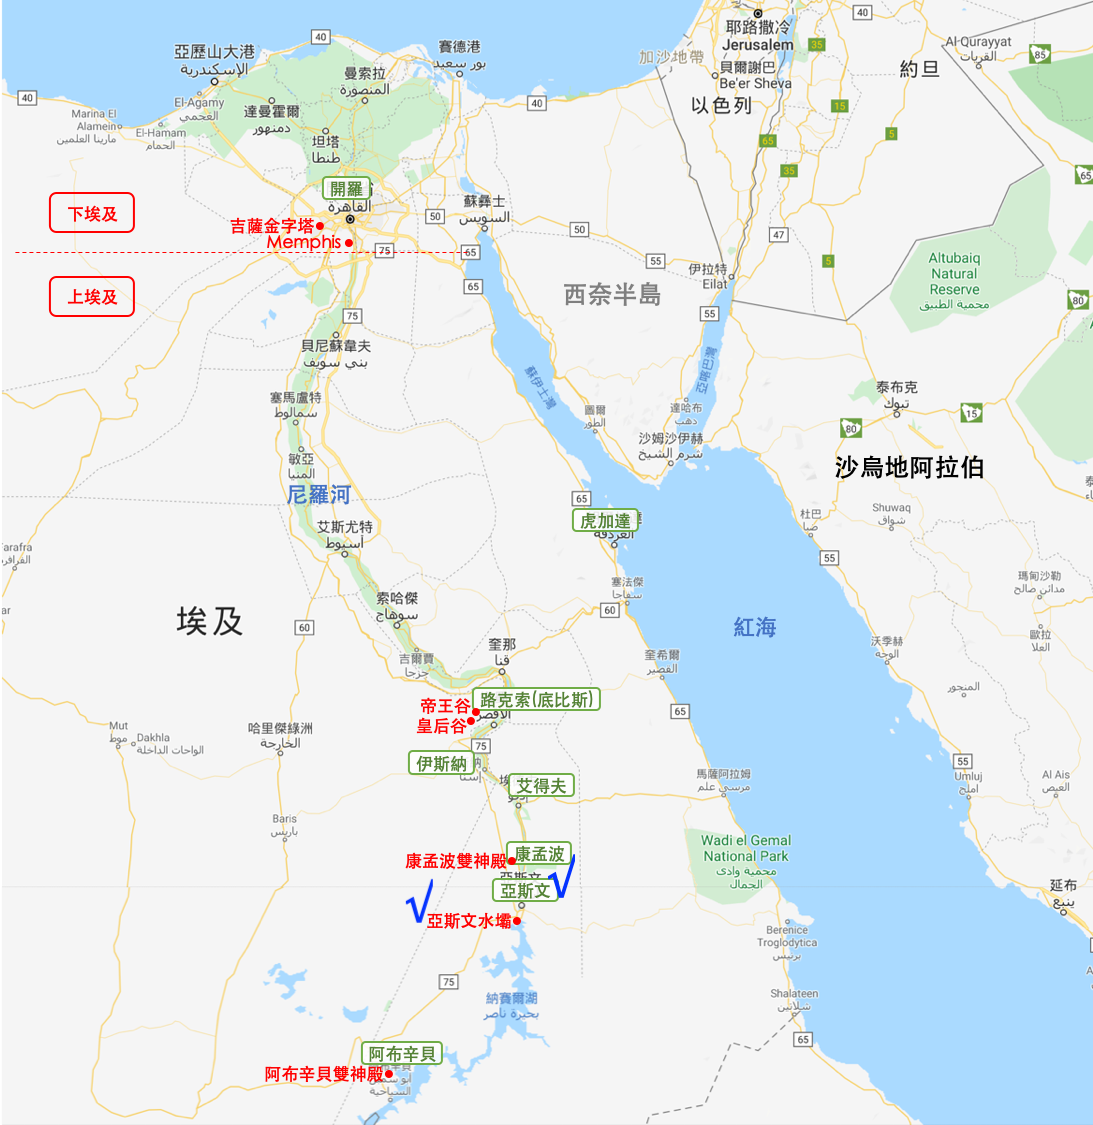 耶路撒冷
Jerusalem
40
40
35
Al Qurayyat
القريات
85
亞歷山大港
الإسكندرية
賽德港
بور سعيد
加沙地帶
貝爾謝巴
Be'er Sheva
約旦
曼索拉
المنصورة
40
El-Agamy
العجمي
40
以色列
15
達曼霍爾
دمنهور
Marina El
Alamein
مارينا العلمين
El-Hamam
الحمام
坦塔
طنطا
5
65
35
65
開羅
القاهرة
下埃及
蘇彝士
السويس
50
50
47
吉薩金字塔
Memphis
75
65
55
5
伊拉特
Eilat
Altubaiq
Natural
Reserve
محمية الطبيق
上埃及
65
西奈半島
80
75
55
貝尼蘇韋夫
بني سويف
亞喀巴灣
蘇伊士灣
塞馬盧特
سمالوط
圖爾
الطور
達哈布
دهب
泰布克
تبوك
15
80
沙姆沙伊赫
شرم الشيخ
敏亞
المنيا
沙烏地阿拉伯
尼羅河
65
杜巴
ضبا
Shuwaq
شواق
虎加達
الغردقة
艾斯尤特
أسيوط
arafra
55
塞法傑
سفاجا
瑪甸沙勒
مدائن صالح
索哈傑
سوهاج
60
ar
埃及
60
紅海
歐拉
العلا
沃季赫
الوجه
奎那
قنا
吉爾賈
جرجا
奎希爾
القصير
المنجور
路克索(底比斯)
帝王谷
皇后谷
الأقصر
65
Mut
موط
Dakhla
الواحات الداخلة
哈里傑綠洲
الخارجة
75
伊斯納
55
馬薩阿拉姆
مرسى علم
艾得夫
Umluj
أملج
Al Ais
العيص
Baris
باريس
Wadi el Gemal
National Park
محمية وادى
الجمال
康孟波
康孟波雙神殿
亞斯文
延布
ينبع
亞斯文水壩
Berenice
Troglodytica
برنيس
75
納賽爾湖
بحيرة ناصر
Shalateen
شلاتين
65
阿布辛貝
阿布辛貝雙神殿
السياحية